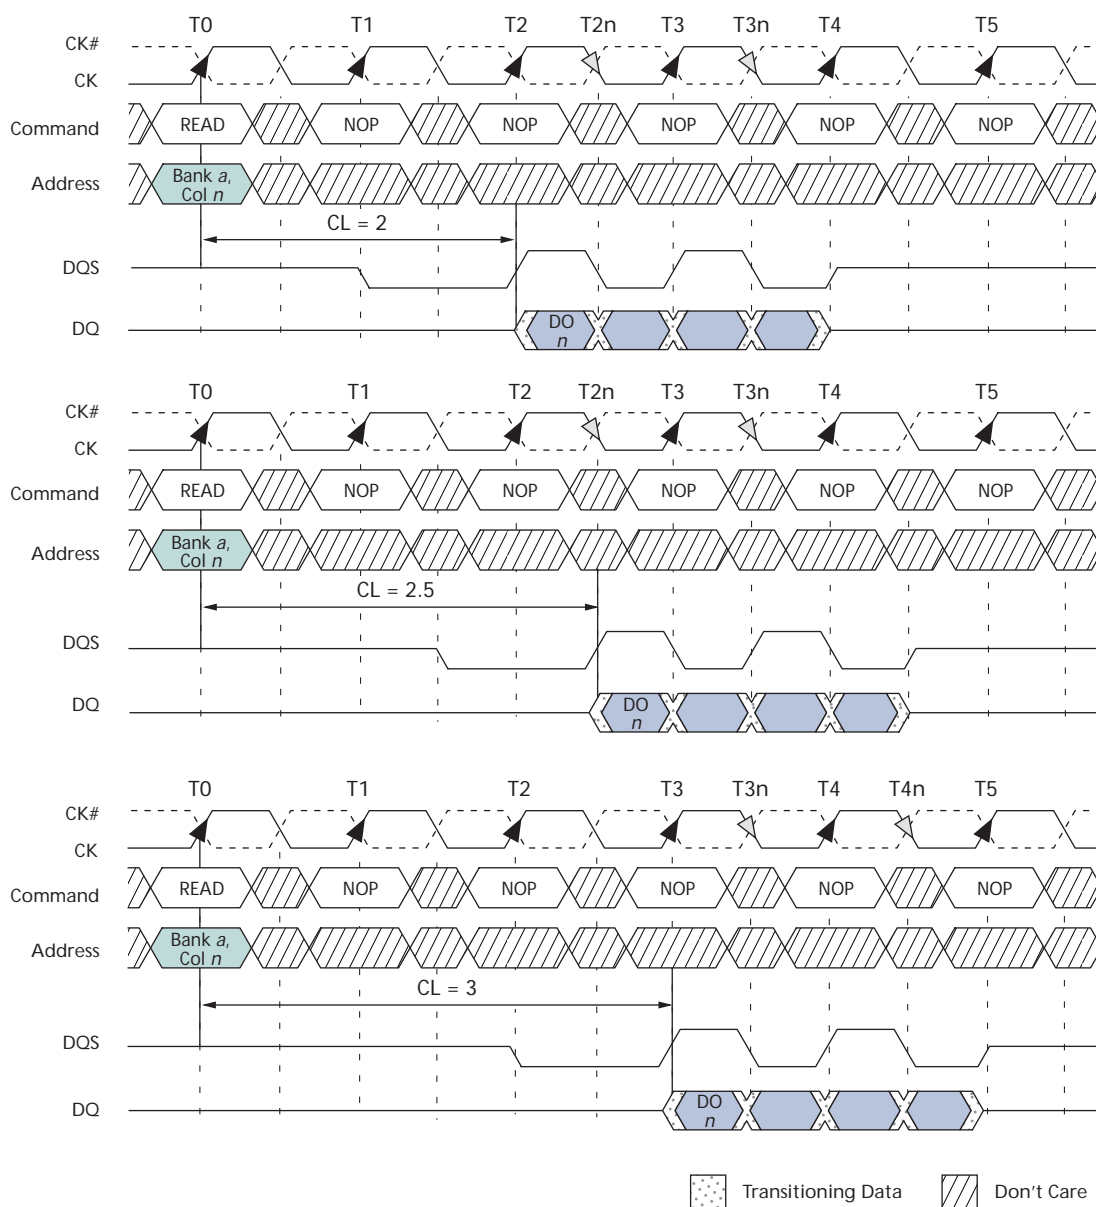 T0 T1 T2 T2n T3 T3n T4 T5
CK#
CK
Command READ NOP NOP NOP NOP NOP
Address Bank a,
Col n
CL = 2
DQS
DQ DO
n
T0 T1 T2 T2n T3 T3n T4 T5
CK#
CK
Command READ NOP NOP NOP NOP NOP
Address Bank a,
Col n
CL = 2.5
DQS
DQ DO
n
T0 T1 T2 T3 T3n T4 T4n T5
CK#
CK
Command READ NOP NOP NOP NOP NOP
Address Bank a,
Col n
CL = 3
DQS
DQ DO
n
Transitioning Data Don't Care